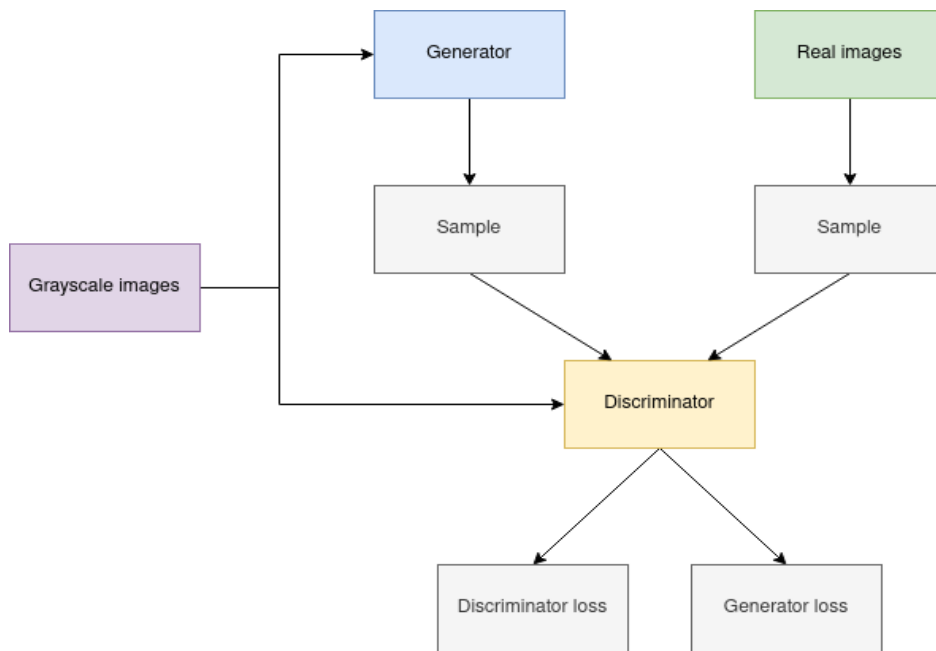 Generator
Real images
Sample
Sample
Grayscale images
Discriminator
Discriminator loss
Generator loss